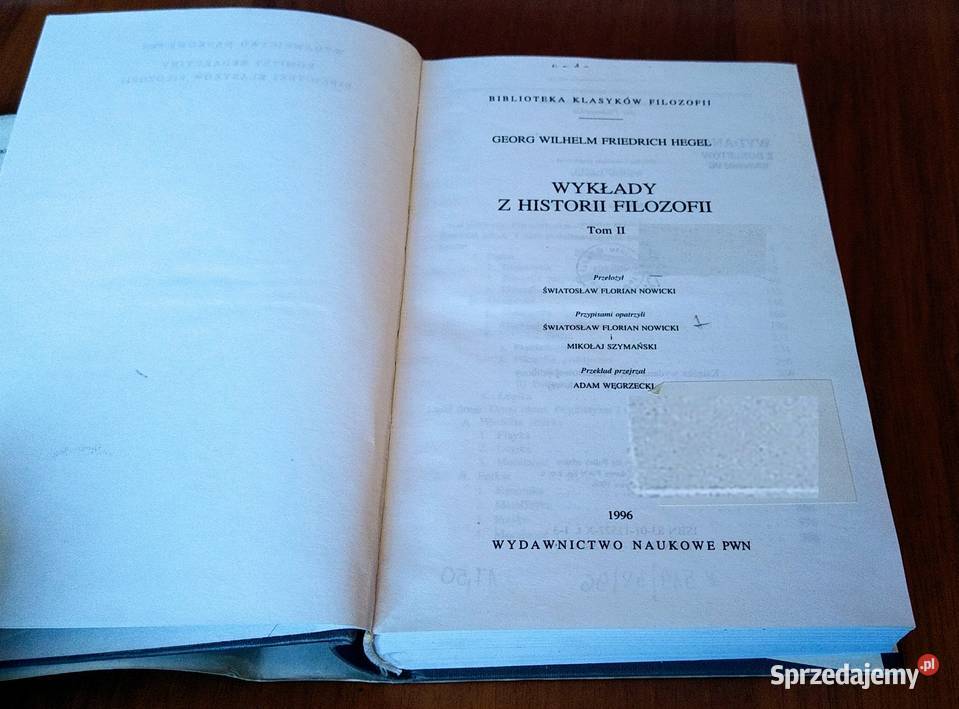 BIBLIOTEKA KLASYKÓW FILOZOFII
GEORG WILHELM FRIEDRICH HEGEL
WYKŁADY
Z HISTORII FILOZOFII
Tom II
Przełożył
ŚWIATOSŁAW FLORIAN NOWICKI
Przypisami opatrzyli
ŚWIATOSŁAW FLORIAN NOWICKI
i
MIKOŁAJ SZYMAŃSKI
Przekład przejrzał
ADAM WĘGRZECKI
1996
WYDAWNICTWO NAUKOWE PWN
Sprzedajemy.pl